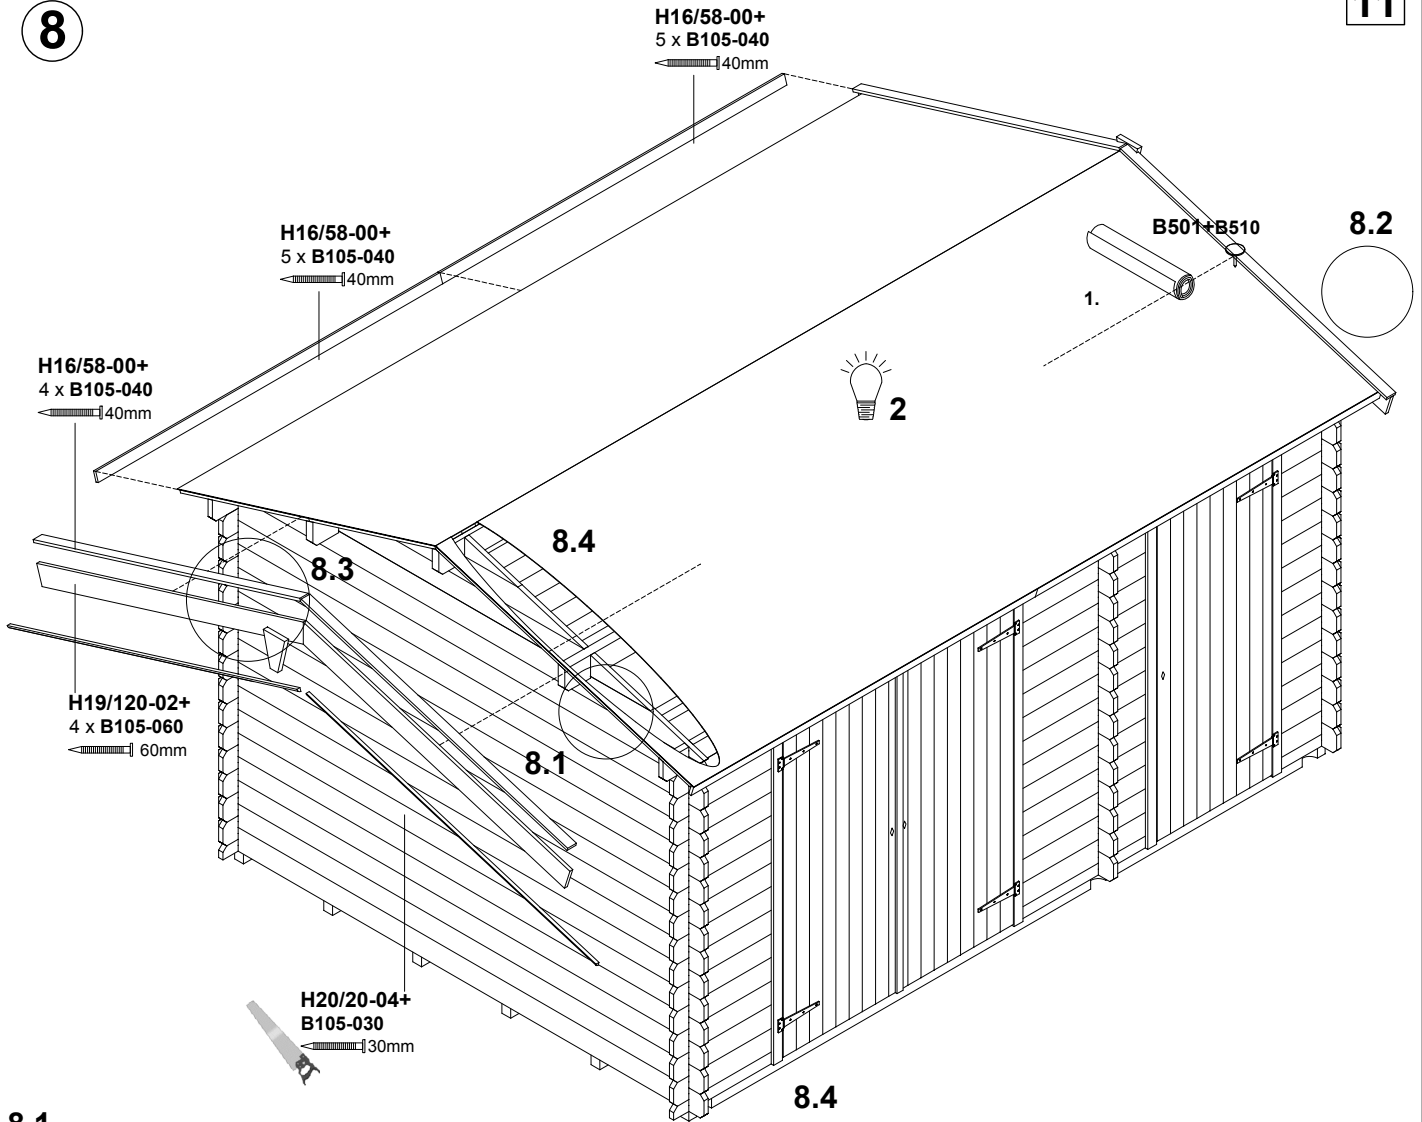 8
11
H16/58-00+
5 x B105-040
40mm
H16/58-00+
5 x B105-040
40mm
B501+B510
8.2
1.
H16/58-00+
4 x B105-040
40mm
2
8.4
8.3
H19/120-02+
4 x B105-060
60mm
8.1
H20/20-04+
B105-030
30mm
8.4
8.1